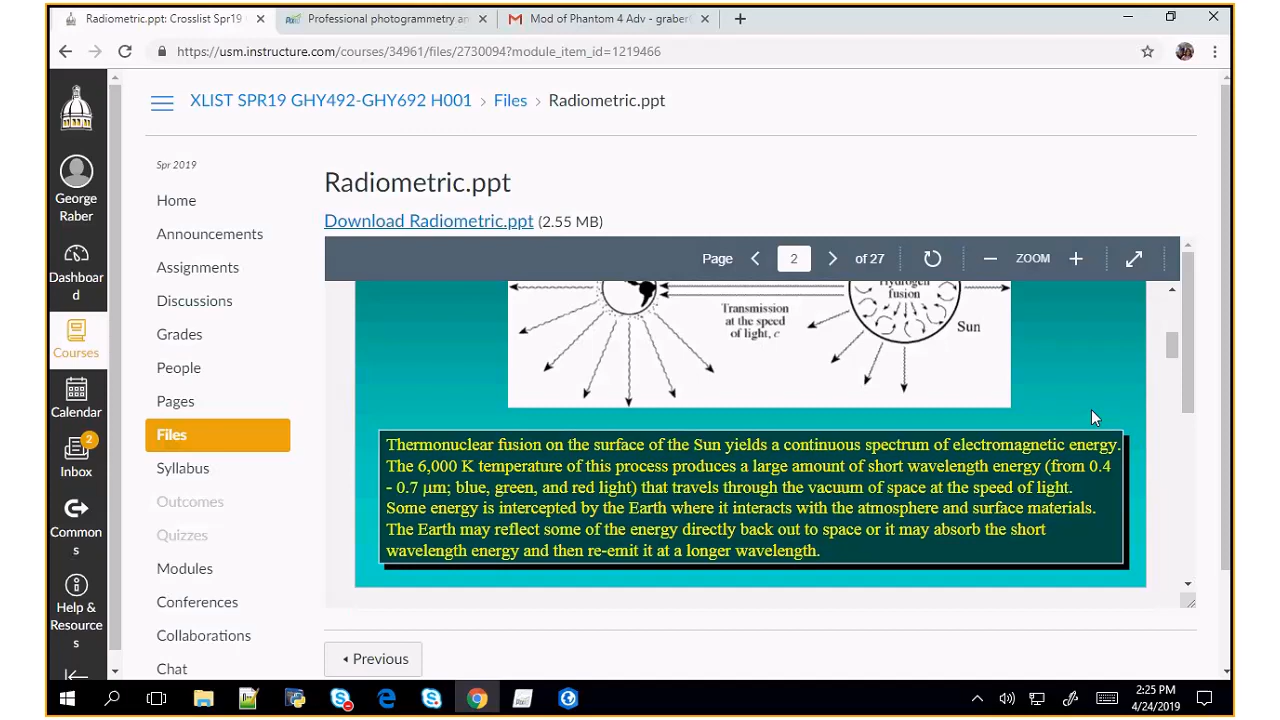 Radiometric.ppt: Crosslist Spr19
Professional photogrammetry an
Mod of Phantom 4 Adv - graber
https://usm.instructure.com/courses/34961/files/2730094?module_item_id=1219466
XLIST SPR19 GHY492-GHY692 H001 › Files › Radiometric.ppt
George
Raber
Dashboar
d
Courses
Calendar
2
Inbox
Common
s
Help &
Resource
s
Spr 2019
Home
Announcements
Assignments
Discussions
Grades
People
Pages
Files
Syllabus
Outcomes
Quizzes
Modules
Conferences
Collaborations
Chat
Radiometric.ppt
Download Radiometric.ppt (2.55 MB)
Page 2 of 27 ZOOM
Hydrogen
fusion
Transmission
at the speed
of light, c
Sun
Thermonuclear fusion on the surface of the Sun yields a continuous spectrum of electromagnetic energy.
The 6,000 K temperature of this process produces a large amount of short wavelength energy (from 0.4
- 0.7 μm; blue, green, and red light) that travels through the vacuum of space at the speed of light.
Some energy is intercepted by the Earth where it interacts with the atmosphere and surface materials.
The Earth may reflect some of the energy directly back out to space or it may absorb the short
wavelength energy and then re-emit it at a longer wavelength.
Previous
2:25 PM
4/24/2019